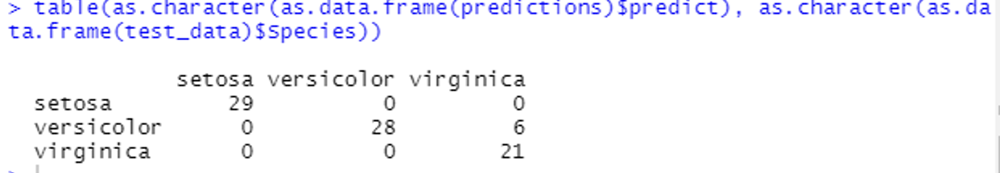 > table(as.character(as.data.frame(predictions)$predict), as.character(as.da
ta.frame(test_data)$Species))
setosa versicolor virginica
setosa 29 0 0
versicolor 0 28 6
virginica 0 0 21
>